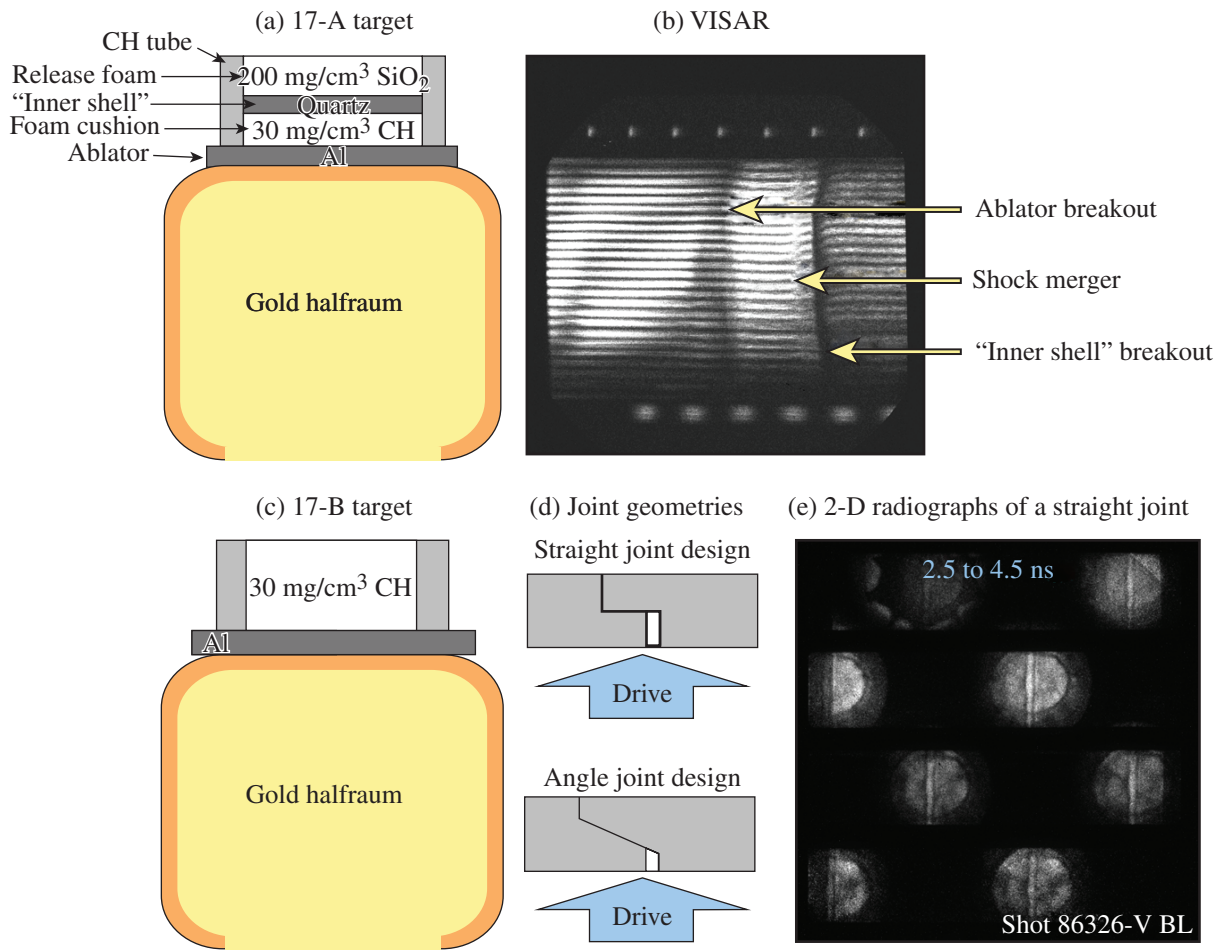 (a) 17-A target
CH tube
Release foam
200 mg/cm³ SiO₂
“Inner shell”
Quartz
Foam cushion
30 mg/cm³ CH
Ablator
Al
Gold halfraum
(b) VISAR
Ablator breakout
Shock merger
“Inner shell” breakout
(c) 17-B target
30 mg/cm³ CH
Al
Gold halfraum
(d) Joint geometries
Straight joint design
Drive
Angle joint design
Drive
(e) 2-D radiographs of a straight joint
2.5 to 4.5 ns
Shot 86326-V BL